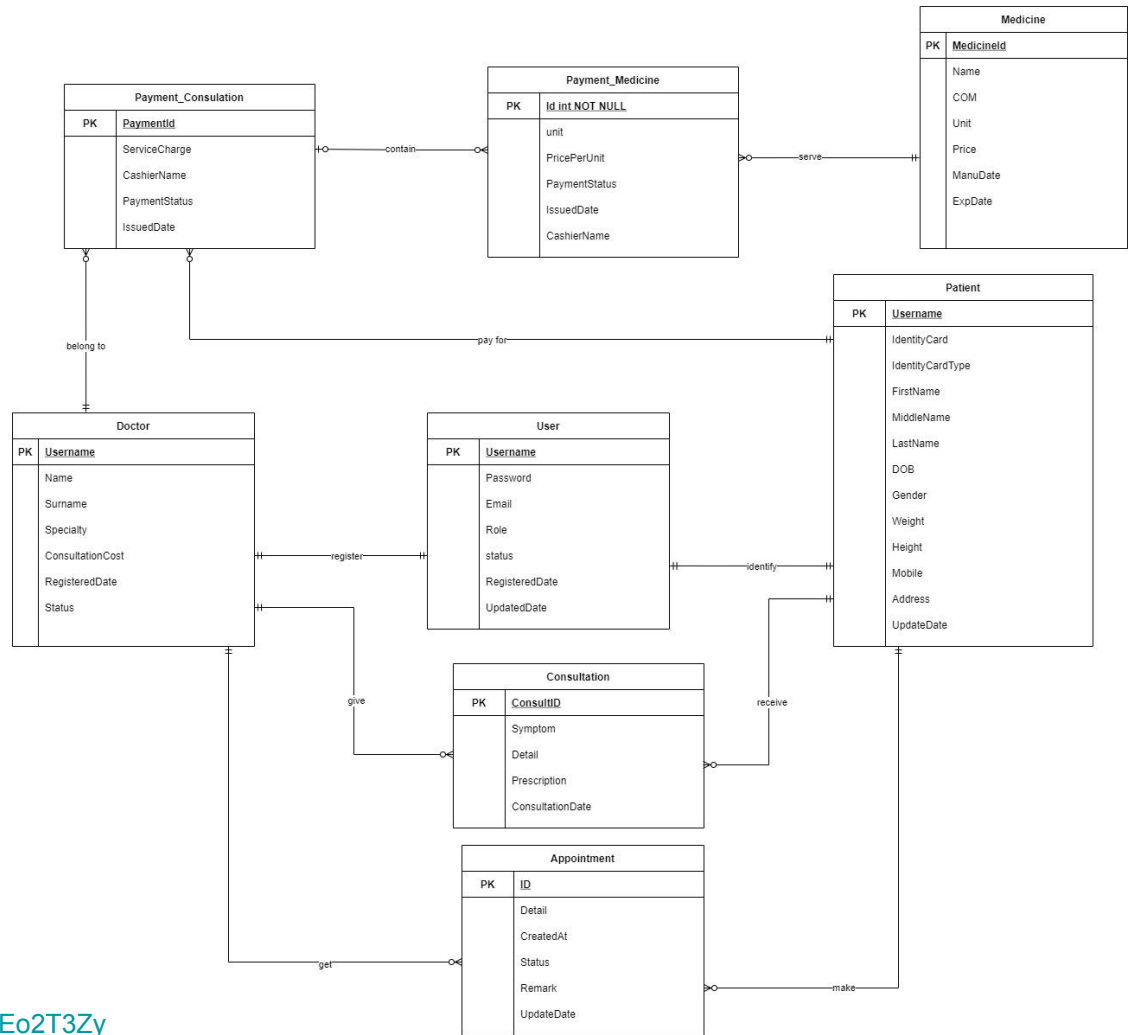 Medicine
PK MedicineId
Name
COM
Unit
Price
ManuDate
ExpDate
Payment_Medicine
PK Id int NOT NULL
unit
PricePerUnit
PaymentStatus
IssuedDate
CashierName
Payment_Consulation
PK PaymentId
ServiceCharge
CashierName
PaymentStatus
IssuedDate
contain
serve
Patient
PK Username
IdentityCard
IdentityCardType
FirstName
MiddleName
LastName
DOB
Gender
Weight
Height
Mobile
Address
UpdateDate
pay for
belong to
Doctor
PK Username
Name
Surname
Specialty
ConsultationCost
RegisteredDate
Status
User
PK Username
Password
Email
Role
status
RegisteredDate
UpdatedDate
register
identify
give
receive
Consultation
PK ConsultID
Symptom
Detail
Prescription
ConsultationDate
Appointment
PK ID
Detail
CreatedAt
Status
Remark
UpdateDate
get
make
Eo2T3Zy